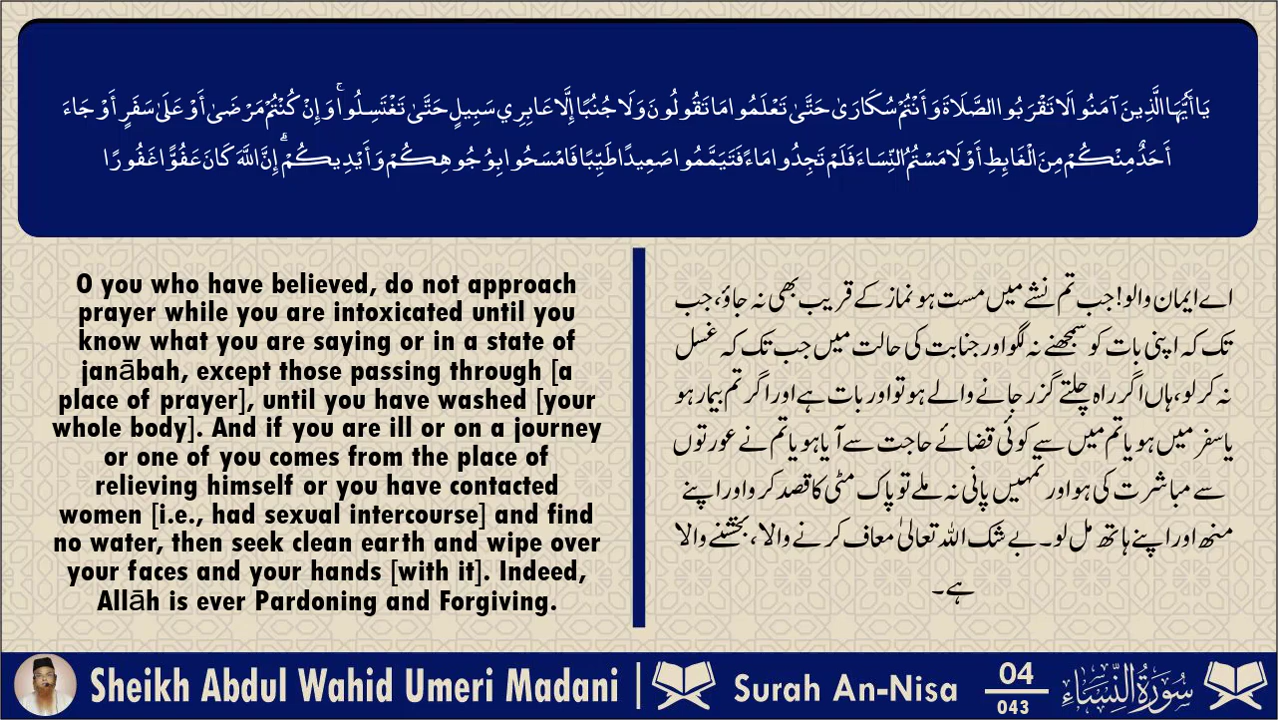 يَا أَيُّهَا الَّذِينَ آمَنُوا لَا تَقْرَبُوا الصَّلَاةَ وَأَنْتُمْ سُكَارَىٰ حَتَّىٰ تَعْلَمُوا مَا تَقُولُونَ وَلَا جُنُبًا إِلَّا عَابِرِي سَبِيلٍ حَتَّىٰ تَغْتَسِلُوا ۚ وَإِنْ كُنْتُمْ مَرْضَىٰ أَوْ عَلَىٰ سَفَرٍ أَوْ جَاءَ
أَحَدٌ مِنْكُمْ مِنَ الْغَائِطِ أَوْ لَامَسْتُمُ النِّسَاءَ فَلَمْ تَجِدُوا مَاءً فَتَيَمَّمُوا صَعِيدًا طَيِّبًا فَامْسَحُوا بِوُجُوهِكُمْ وَأَيْدِيكُمْ ۗ إِنَّ اللَّهَ كَانَ عَفُوًّا غَفُورًا
O you who have believed, do not approach
prayer while you are intoxicated until you
know what you are saying or in a state of
janābah, except those passing through [a
place of prayer], until you have washed [your
whole body]. And if you are ill or on a journey
or one of you comes from the place of
relieving himself or you have contacted
women [i.e., had sexual intercourse] and find
no water, then seek clean earth and wipe over
your faces and your hands [with it]. Indeed,
Allāh is ever Pardoning and Forgiving.
اے ایمان والو! جب تم نشے میں مست ہو نماز کے قریب بھی نہ جاؤ، جب
تک کہ اپنی بات کو سمجھنے نہ لگو اور جنابت کی حالت میں جب تک کہ غسل
نہ کر لو، ہاں اگر راه چلتے گزر جانے والے ہو تو اور بات ہے اور اگر تم بیمار ہو
یا سفر میں ہو یا تم میں سے کوئی قضائے حاجت سے آیا ہو یا تم نے عورتوں
سے مباشرت کی ہو اور تمہیں پانی نہ ملے تو پاک مٹی کا قصد کرو اور اپنے
منھ اور اپنے ہاتھ مل لو۔ بے شک اللہ تعالیٰ معاف کرنے والا، بخشنے والا
ہے۔
Sheikh Abdul Wahid Umeri Madani | Surah An-Nisa
04
043
سُورَةُ النِّسَاءِ